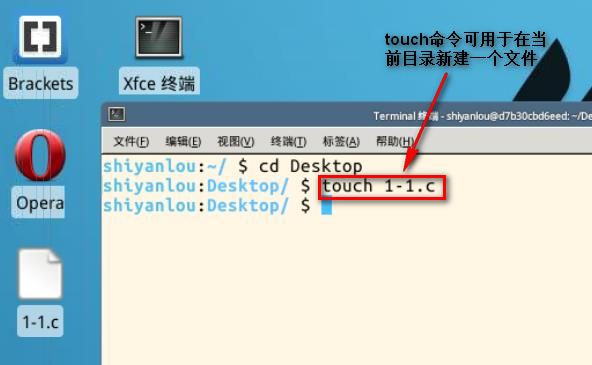 touch命令可用于在当
前目录新建一个文件
Brackets
Xfce 终端
Terminal 终端 - shiyanlou@d7b30cbd6eed: ~/De
文件(F) 编辑(E) 视图(V) 终端(T) 标签(A) 帮助(H)
shiyanlou:~/ $ cd Desktop
shiyanlou:Desktop/ $ touch 1-1.c
shiyanlou:Desktop/ $
Opera
1-1.c